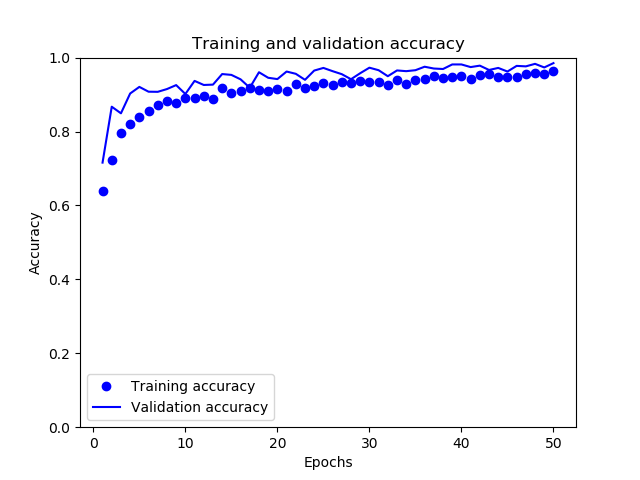 Training and validation accuracy
1.0
0.8
0.6
0.4
0.2
0.0
Accuracy
Training accuracy
Validation accuracy
0 10 20 30 40 50
Epochs